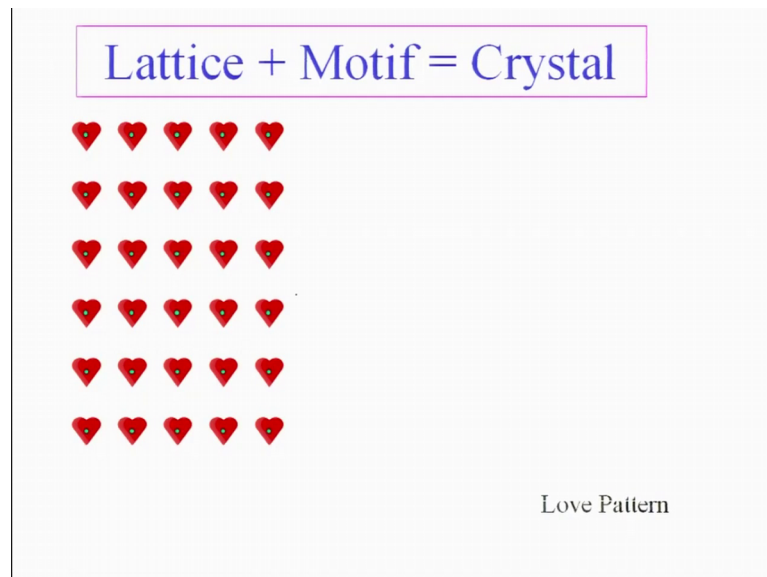 Lattice + Motif = Crystal
Love Pattern